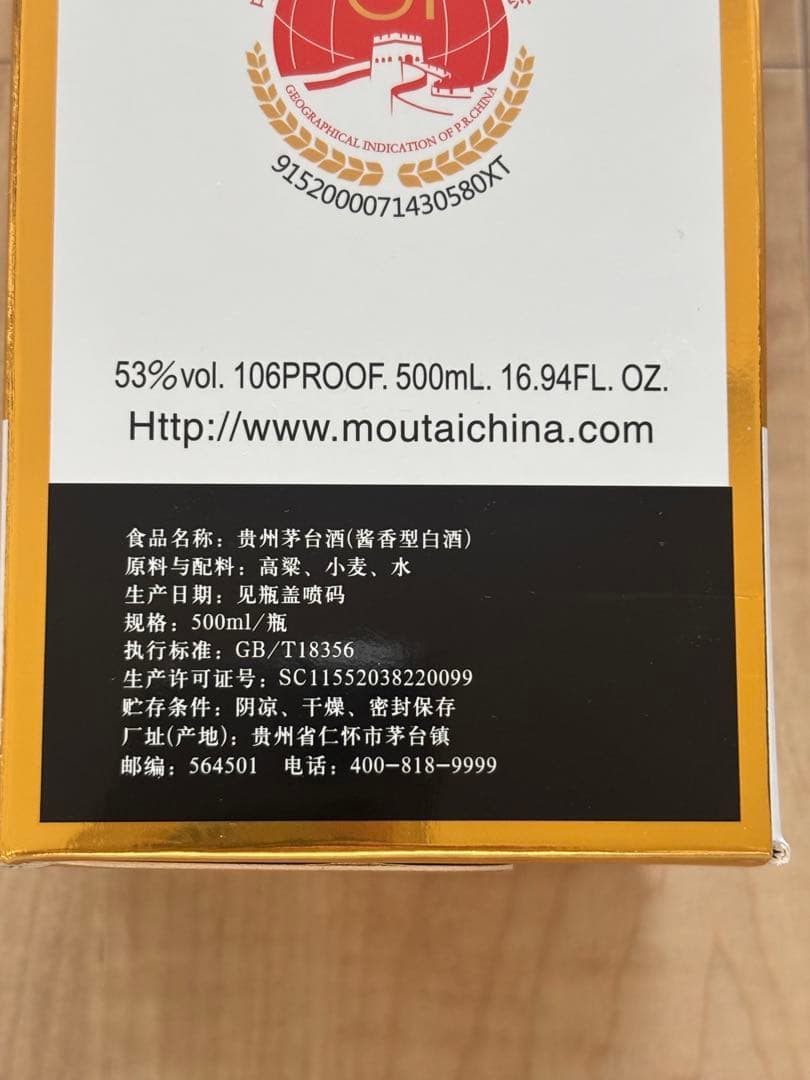 GEOGRAPHICAL INDICATION OF P.R.CHINA
91520000071430580XT
53%vol. 106PROOF. 500mL. 16.94FL. OZ.
Http://www.moutaichina.com
食品名称：贵州茅台酒(酱香型白酒)
原料与配料：高粱、小麦、水
生产日期：见瓶盖喷码
规格：500ml/瓶
执行标准：GB/T18356
生产许可证号：SC11552038220099
贮存条件：阴凉、干燥、密封保存
厂址(产地)：贵州省仁怀市茅台镇
邮编：564501 电话：400-818-9999